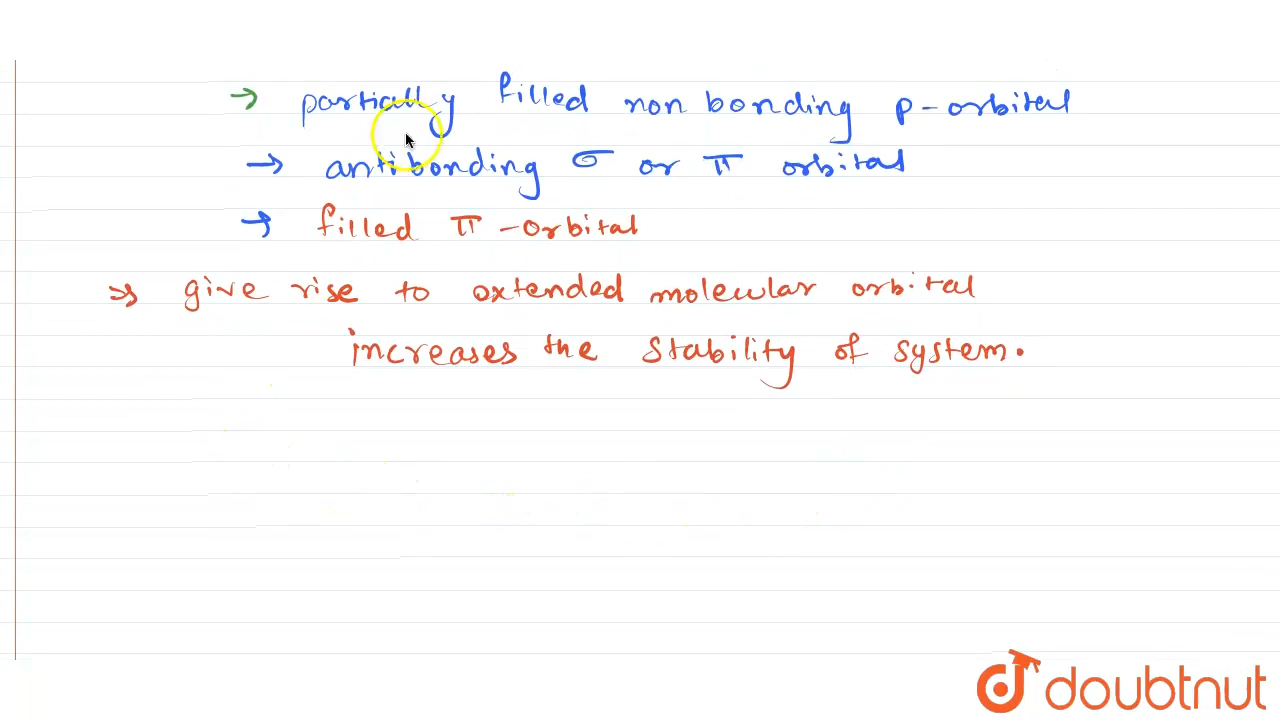 → partially filled non bonding p-orbital
→ antibonding σ or π orbital
→ filled π-orbital
⇒ give rise to extended molecular orbital
increases the stability of system.
doubtnut